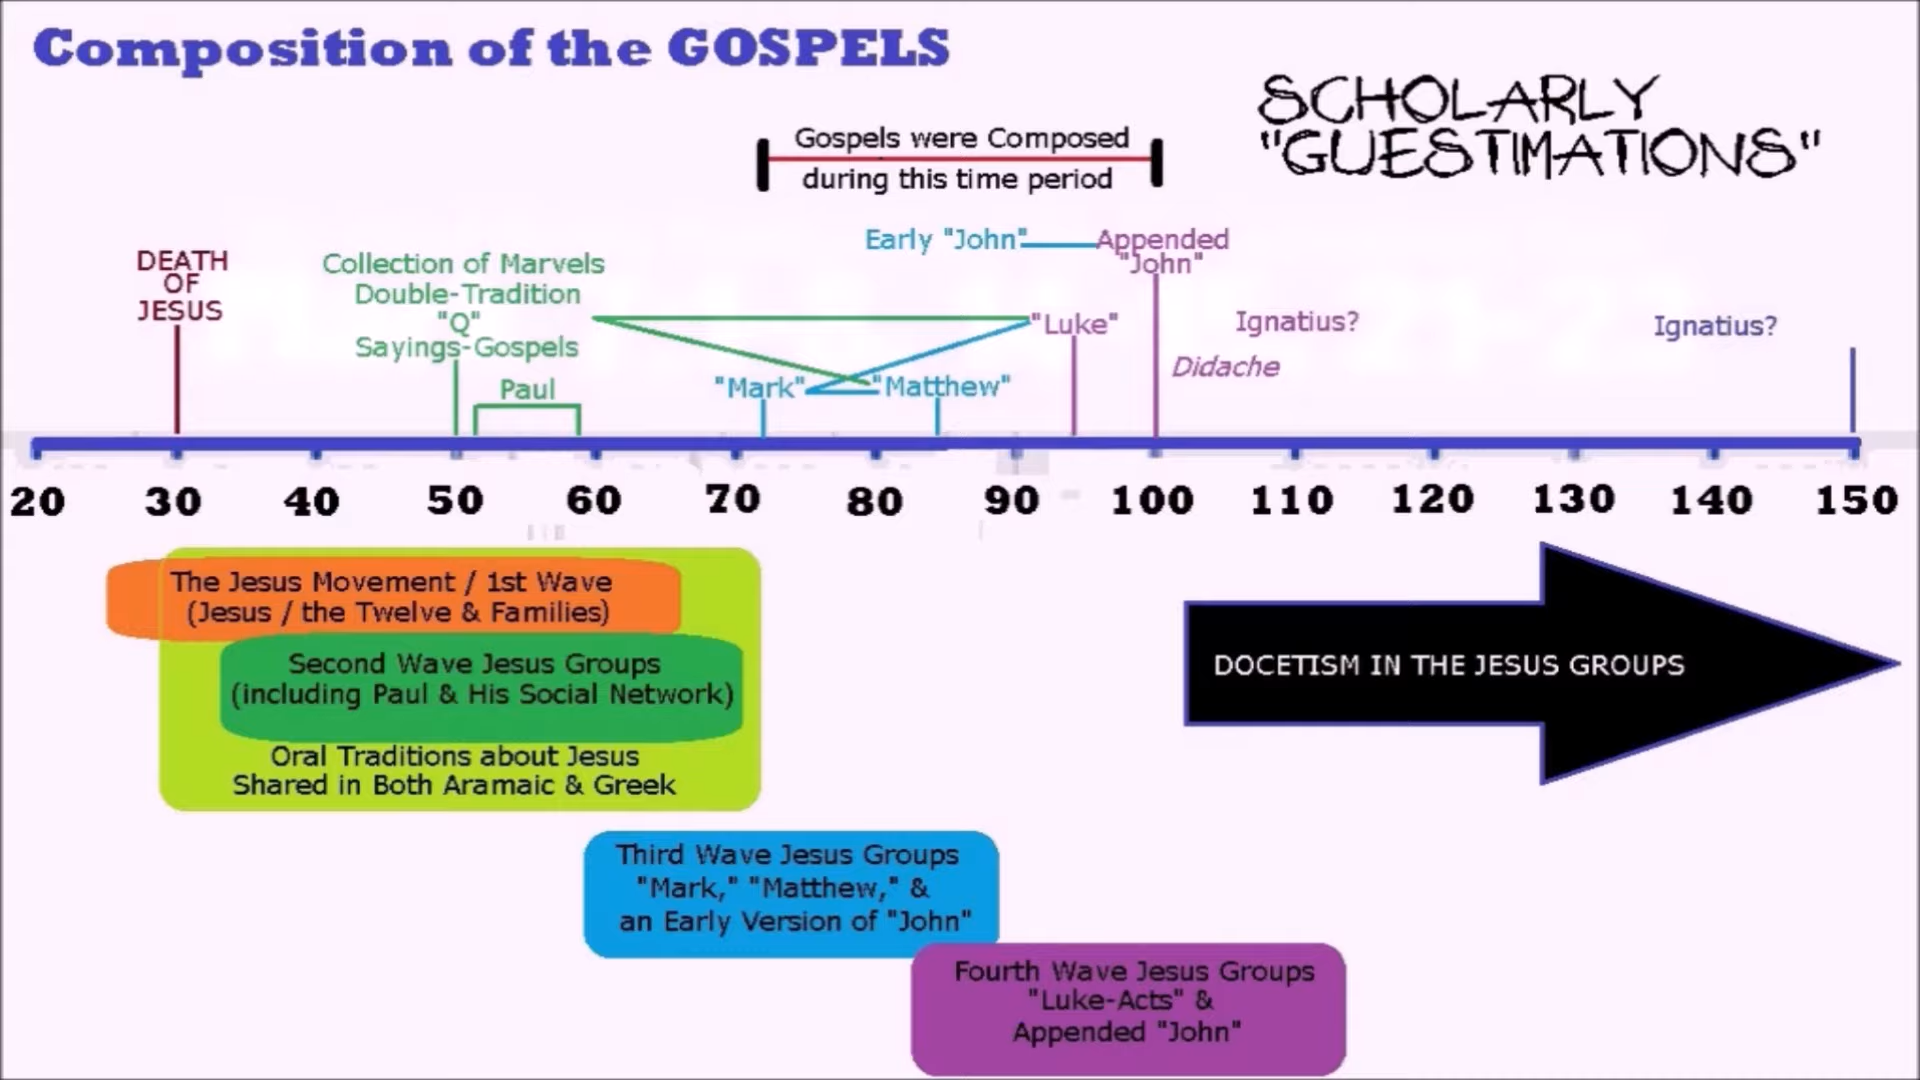 Composition of the GOSPELS
SCHOLARLY
"GUESTIMATIONS"
Gospels were Composed
during this time period
Early "John"
Appended
"John"
DEATH
OF
JESUS
Collection of Marvels
Double-Tradition
"Q"
Sayings-Gospels
Paul
"Mark"
"Matthew"
"Luke"
Didache
Ignatius?
Ignatius?
20 30 40 50 60 70 80 90 100 110 120 130 140 150
The Jesus Movement / 1st Wave
(Jesus / the Twelve & Families)
Second Wave Jesus Groups
(including Paul & His Social Network)
Oral Traditions about Jesus
Shared in Both Aramaic & Greek
DOCETISM IN THE JESUS GROUPS
Third Wave Jesus Groups
"Mark," "Matthew," &
an Early Version of "John"
Fourth Wave Jesus Groups
"Luke-Acts" &
Appended "John"